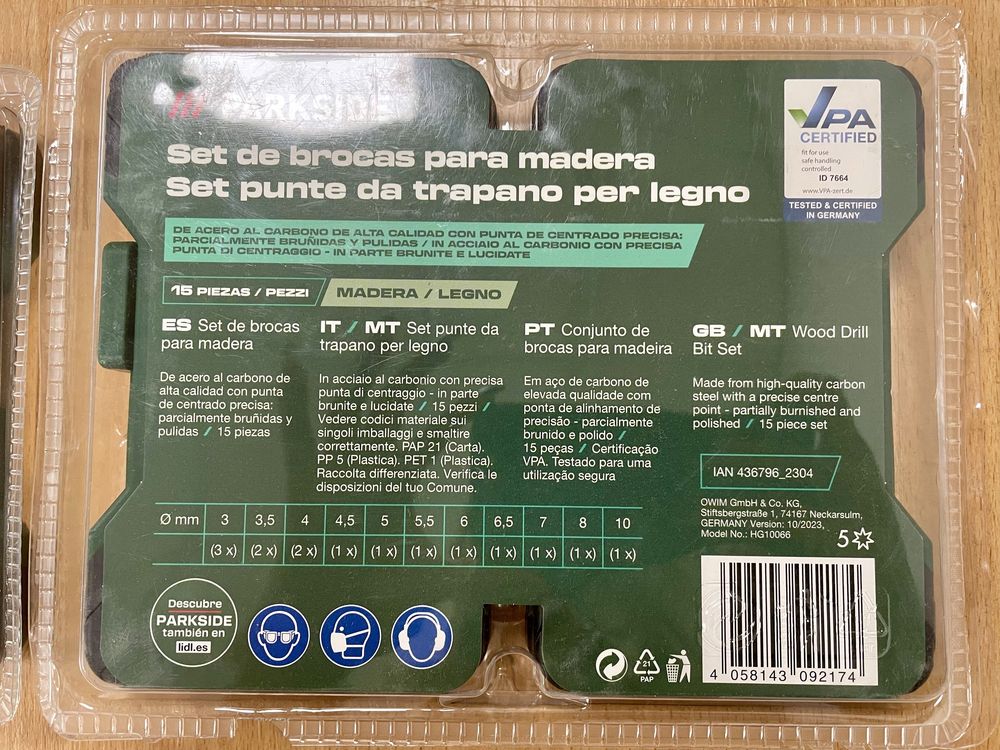 /// PARKSIDE
Set de brocas para madera
Set punte da trapano per legno
VPA
CERTIFIED
fit for use
safe handling
controlled
ID 7664
www.VPA-zert.de
TESTED & CERTIFIED
IN GERMANY
DE ACERO AL CARBONO DE ALTA CALIDAD CON PUNTA DE CENTRADO PRECISA:
PARCIALMENTE BRUÑIDAS Y PULIDAS / IN ACCIAIO AL CARBONIO CON PRECISA
PUNTA DI CENTRAGGIO - IN PARTE BRUNITE E LUCIDATE
15 PIEZAS / PEZZI
MADERA / LEGNO
ES Set de brocas
para madera
De acero al carbono de
alta calidad con punta
de centrado precisa:
parcialmente bruñidas y
pulidas / 15 piezas
IT / MT Set punte da
trapano per legno
In acciaio al carbonio con precisa
punta di centraggio - in parte
brunite e lucidate / 15 pezzi /
Vedere codici materiale sui
singoli imballaggi e smaltire
correttamente. PAP 21 (Carta).
PP 5 (Plastica). PET 1 (Plastica).
Raccolta differenziata. Verifica le
disposizioni del tuo Comune.
PT Conjunto de
brocas para madeira
Em aço de carbono de
elevada qualidade com
ponta de alinhamento de
precisão - parcialmente
brunido e polido /
15 peças / Certificação
VPA. Testado para uma
utilização segura
GB / MT Wood Drill
Bit Set
Made from high-quality carbon
steel with a precise centre
point - partially burnished and
polished / 15 piece set
IAN 436796_2304
OWIM GmbH & Co. KG,
Stiftsbergstraße 1, 74167 Neckarsulm,
GERMANY Version: 10/2023,
Model No.: HG10066
5
Ø mm 3 3,5 4 4,5 5 5,5 6 6,5 7 8 10
(3 x) (2 x) (2 x) (1 x) (1 x) (1 x) (1 x) (1 x) (1 x) (1 x) (1 x)
Descubre
PARKSIDE
también en
lidl.es
21
PAP
4 058143 092174